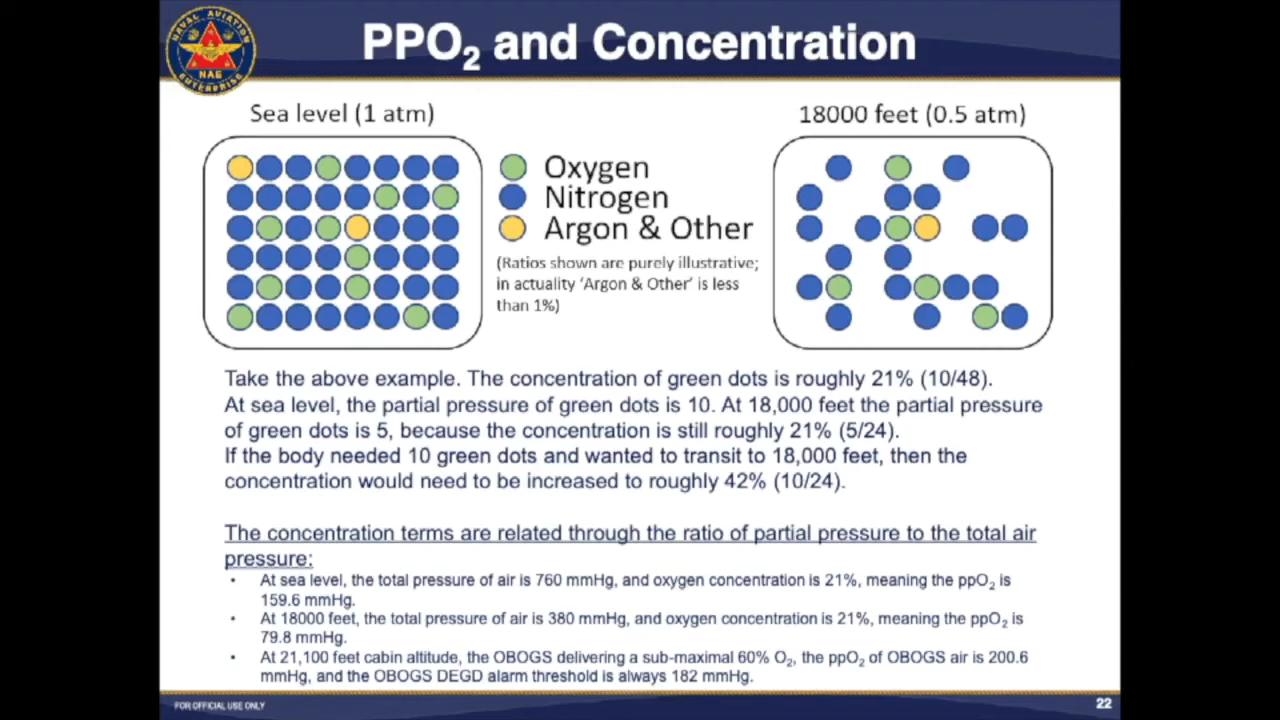 NAVAL AVIATION
NAE
ENTERPRISE
PPO₂ and Concentration
Sea level (1 atm)
18000 feet (0.5 atm)
Oxygen
Nitrogen
Argon & Other
(Ratios shown are purely illustrative;
in actuality 'Argon & Other' is less
than 1%)
Take the above example. The concentration of green dots is roughly 21% (10/48).
At sea level, the partial pressure of green dots is 10. At 18,000 feet the partial pressure
of green dots is 5, because the concentration is still roughly 21% (5/24).
If the body needed 10 green dots and wanted to transit to 18,000 feet, then the
concentration would need to be increased to roughly 42% (10/24).
The concentration terms are related through the ratio of partial pressure to the total air
pressure:
• At sea level, the total pressure of air is 760 mmHg, and oxygen concentration is 21%, meaning the ppO₂ is
159.6 mmHg.
• At 18000 feet, the total pressure of air is 380 mmHg, and oxygen concentration is 21%, meaning the ppO₂ is
79.8 mmHg.
• At 21,100 feet cabin altitude, the OBOGS delivering a sub-maximal 60% O₂, the ppO₂ of OBOGS air is 200.6
mmHg, and the OBOGS DEGD alarm threshold is always 182 mmHg.
FOR OFFICIAL USE ONLY
22